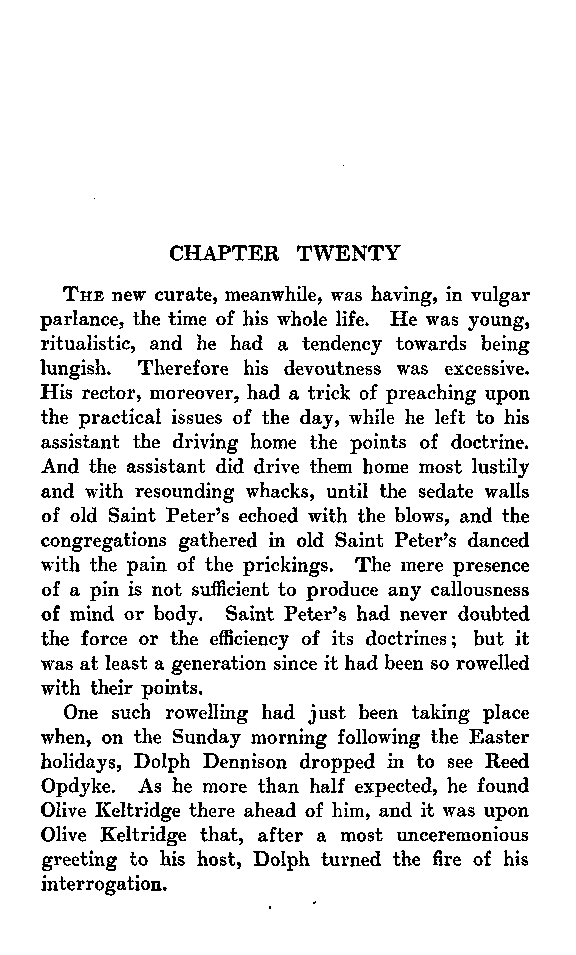 CHAPTER TWENTY
THE new curate, meanwhile, was having, in vulgar
parlance, the time of his whole life. He was young,
ritualistic, and he had a tendency towards being
lungish. Therefore his devoutness was excessive.
His rector, moreover, had a trick of preaching upon
the practical issues of the day, while he left to his
assistant the driving home the points of doctrine.
And the assistant did drive them home most lustily
and with resounding whacks, until the sedate walls
of old Saint Peter's echoed with the blows, and the
congregations gathered in old Saint Peter's danced
with the pain of the prickings. The mere presence
of a pin is not sufficient to produce any callousness
of mind or body. Saint Peter's had never doubted
the force or the efficiency of its doctrines; but it
was at least a generation since it had been so rowelled
with their points.
One such rowelling had just been taking place
when, on the Sunday morning following the Easter
holidays, Dolph Dennison dropped in to see Reed
Opdyke. As he more than half expected, he found
Olive Keltridge there ahead of him, and it was upon
Olive Keltridge that, after a most unceremonious
greeting to his host, Dolph turned the fire of his
interrogation.